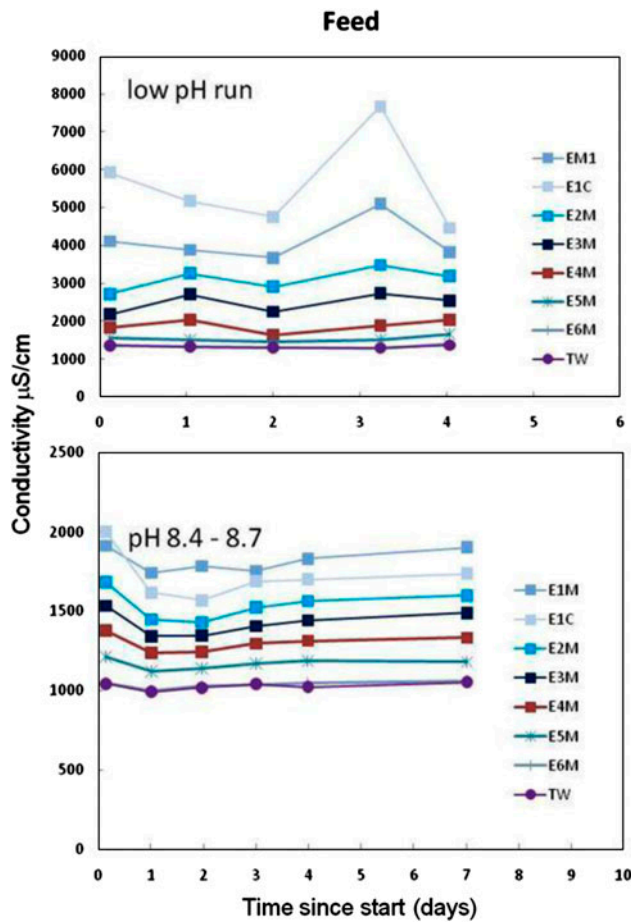 Feed
9000
8000
7000
6000
5000
4000
3000
2000
1000
0
low pH run
EM1
E1C
E2M
E3M
E4M
E5M
E6M
TW
0 1 2 3 4 5 6
Conductivity µS/cm
2500
2000
1500
1000
500
0
pH 8.4 - 8.7
E1M
E1C
E2M
E3M
E4M
E5M
E6M
TW
0 1 2 3 4 5 6 7 8 9 10
Time since start (days)